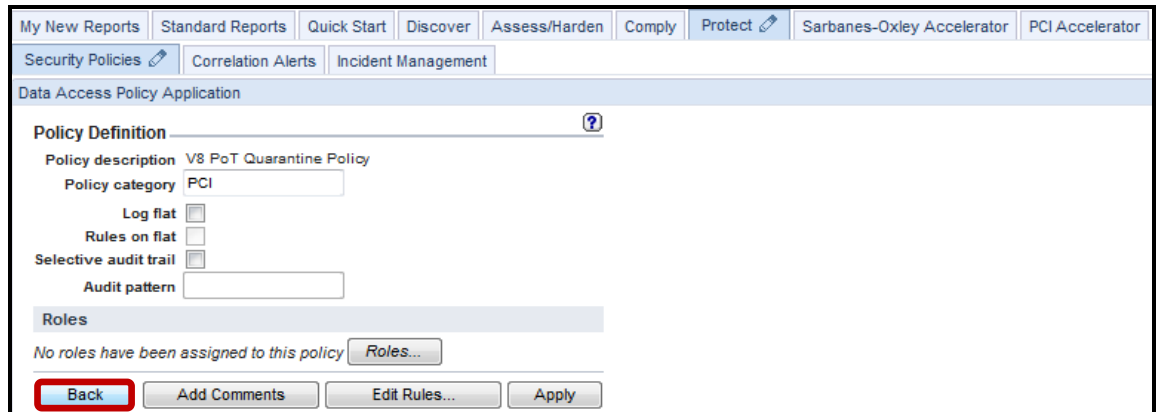 My New Reports Standard Reports Quick Start Discover Assess/Harden Comply Protect Sarbanes-Oxley Accelerator PCI Accelerator
Security Policies Correlation Alerts Incident Management
Data Access Policy Application
Policy Definition ?
Policy description V8 PoT Quarantine Policy
Policy category PCI
Log flat
Rules on flat
Selective audit trail
Audit pattern
Roles
No roles have been assigned to this policy Roles...
Back Add Comments Edit Rules... Apply